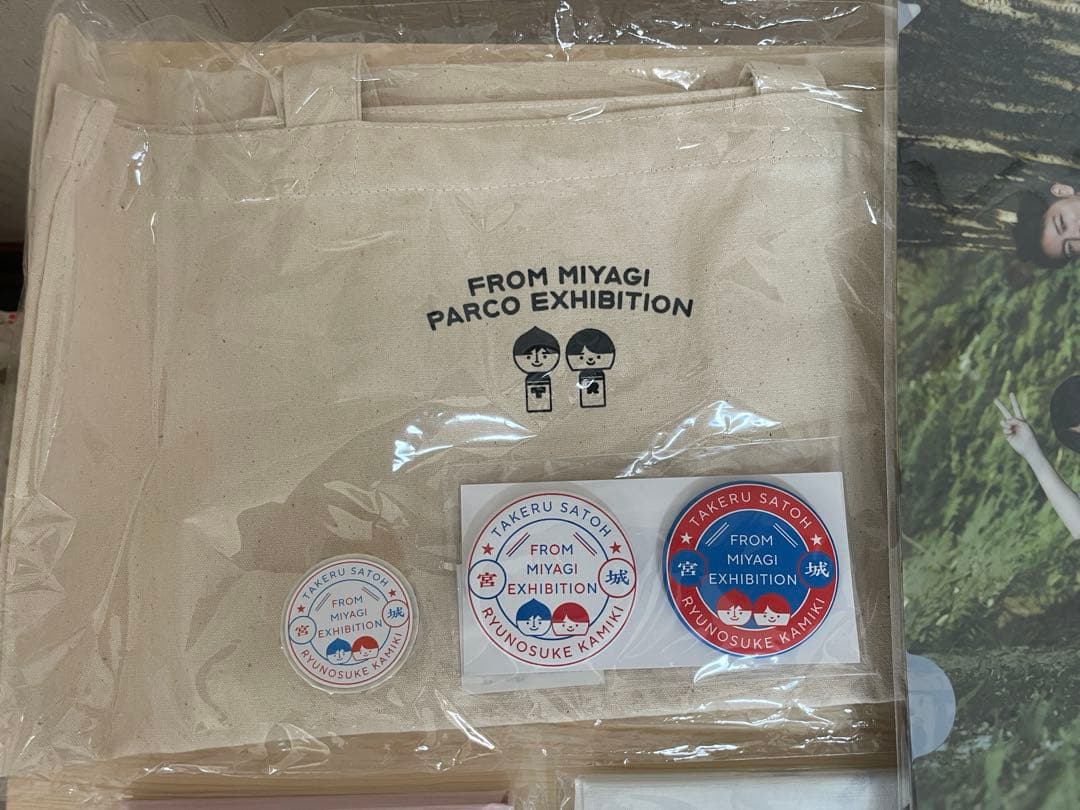 FROM MIYAGI
PARCO EXHIBITION
T R
TAKERU SATOH
FROM
MIYAGI
EXHIBITION
宮 城
RYUNOSUKE KAMIKI
TAKERU SATOH
FROM
MIYAGI
EXHIBITION
宮 城
RYUNOSUKE KAMIKI
TAKERU SATOH
FROM
MIYAGI
EXHIBITION
宮 城
RYUNOSUKE KAMIKI